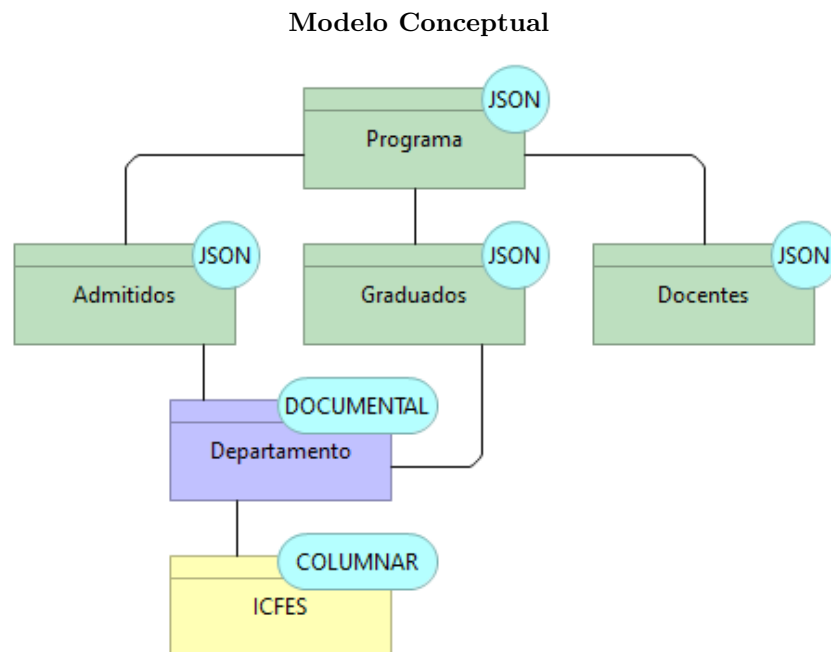 Modelo Conceptual
JSON
Programa
JSON
JSON
JSON
Admitidos
Graduados
Docentes
DOCUMENTAL
Departamento
COLUMNAR
ICFES